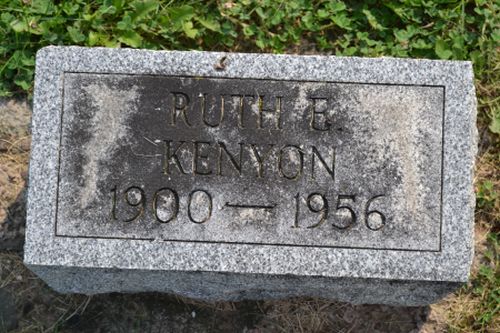 RUTH E.
KENYON
1900 — 1956